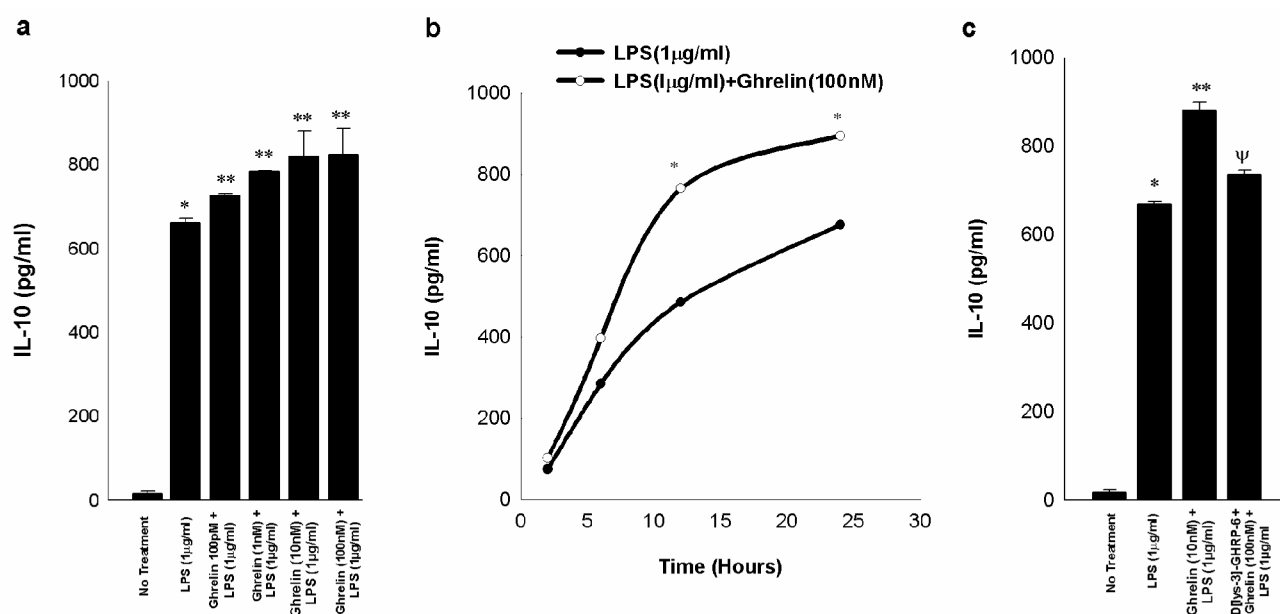 a
IL-10 (pg/ml)
1000
800
600
400
200
0
*
**
**
**
**
No Treatment
LPS (1μg/ml)
Ghrelin 100pM +
LPS (1μg/ml)
Ghrelin (1nM) +
LPS (1μg/ml)
Ghrelin (10nM) +
LPS (1μg/ml)
Ghrelin (100nM) +
LPS (1μg/ml)
b
LPS(1μg/ml)
LPS(lμg/ml)+Ghrelin(100nM)
IL-10 (pg/ml)
1000
800
600
400
200
0
*
*
0
5
10
15
20
25
30
Time (Hours)
c
IL-10 (pg/ml)
1000
800
600
400
200
0
*
**
ψ
No Treatment
LPS (1μg/ml)
Ghrelin (10nM) +
LPS (1μg/ml)
D[lys-3]-GHRP-6+
Ghrelin (100nM) +
LPS (1μg/ml